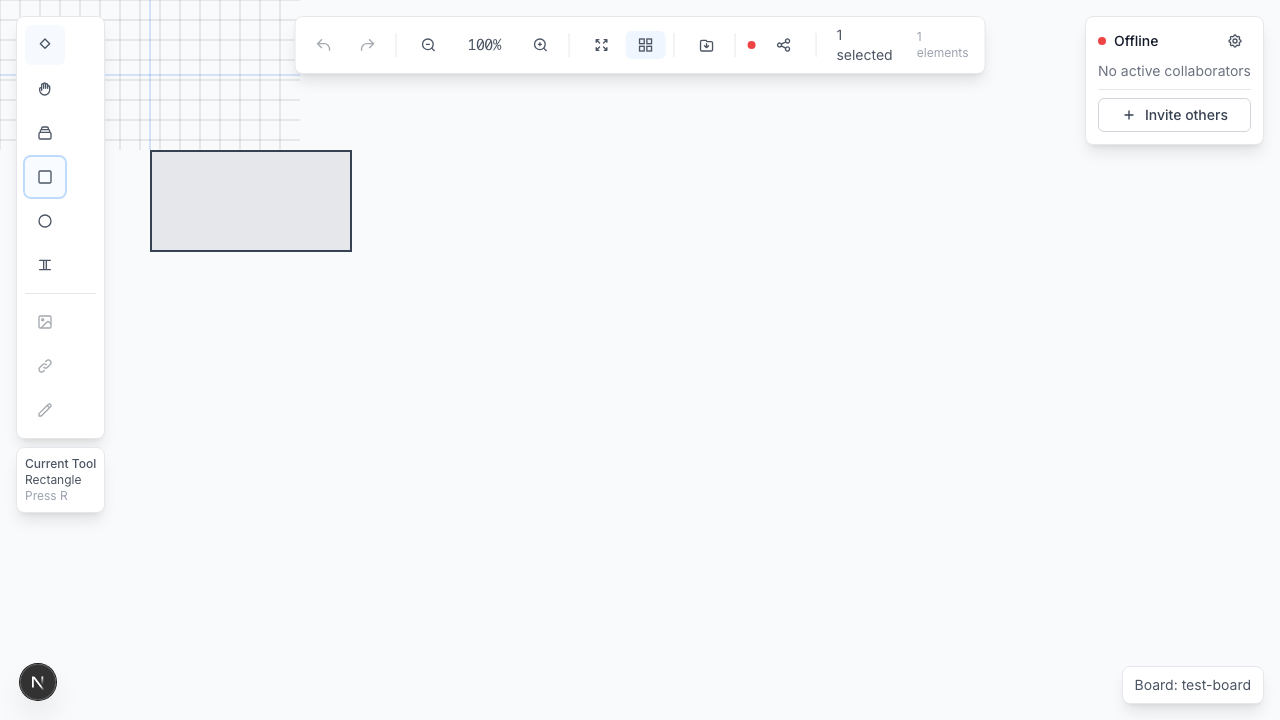 100%
1
selected
1
elements
Offline
No active collaborators
Invite others
Current Tool
Rectangle
Press R
N
Board: test-board